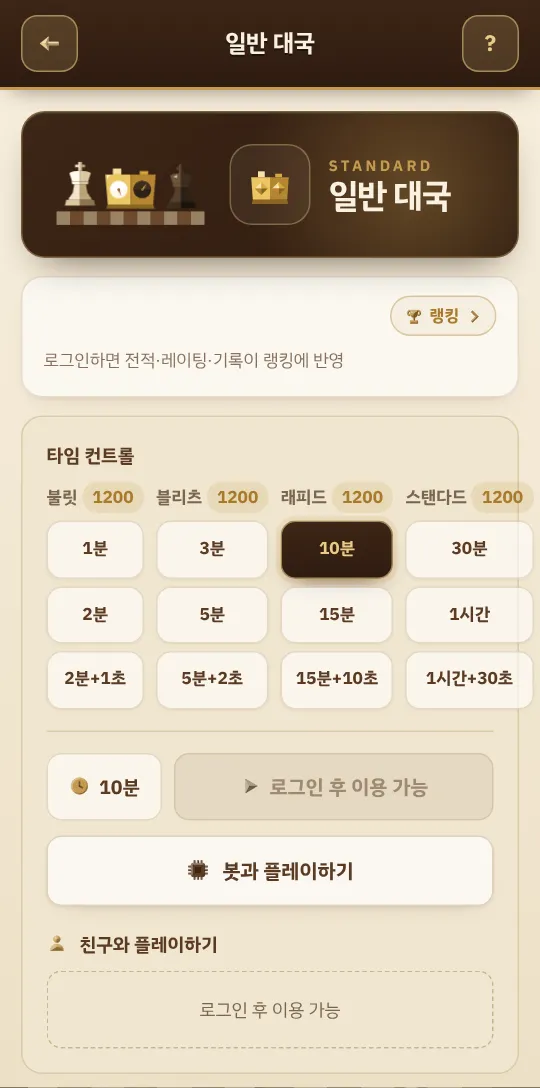 일반 대국
?
STANDARD
일반 대국
랭킹
로그인하면 전적·레이팅·기록이 랭킹에 반영
타임 컨트롤
불릿 1200 블리츠 1200 래피드 1200 스탠다드 1200
1분 3분 10분 30분
2분 5분 15분 1시간
2분+1초 5분+2초 15분+10초 1시간+30초
10분 로그인 후 이용 가능
봇과 플레이하기
친구와 플레이하기
로그인 후 이용 가능